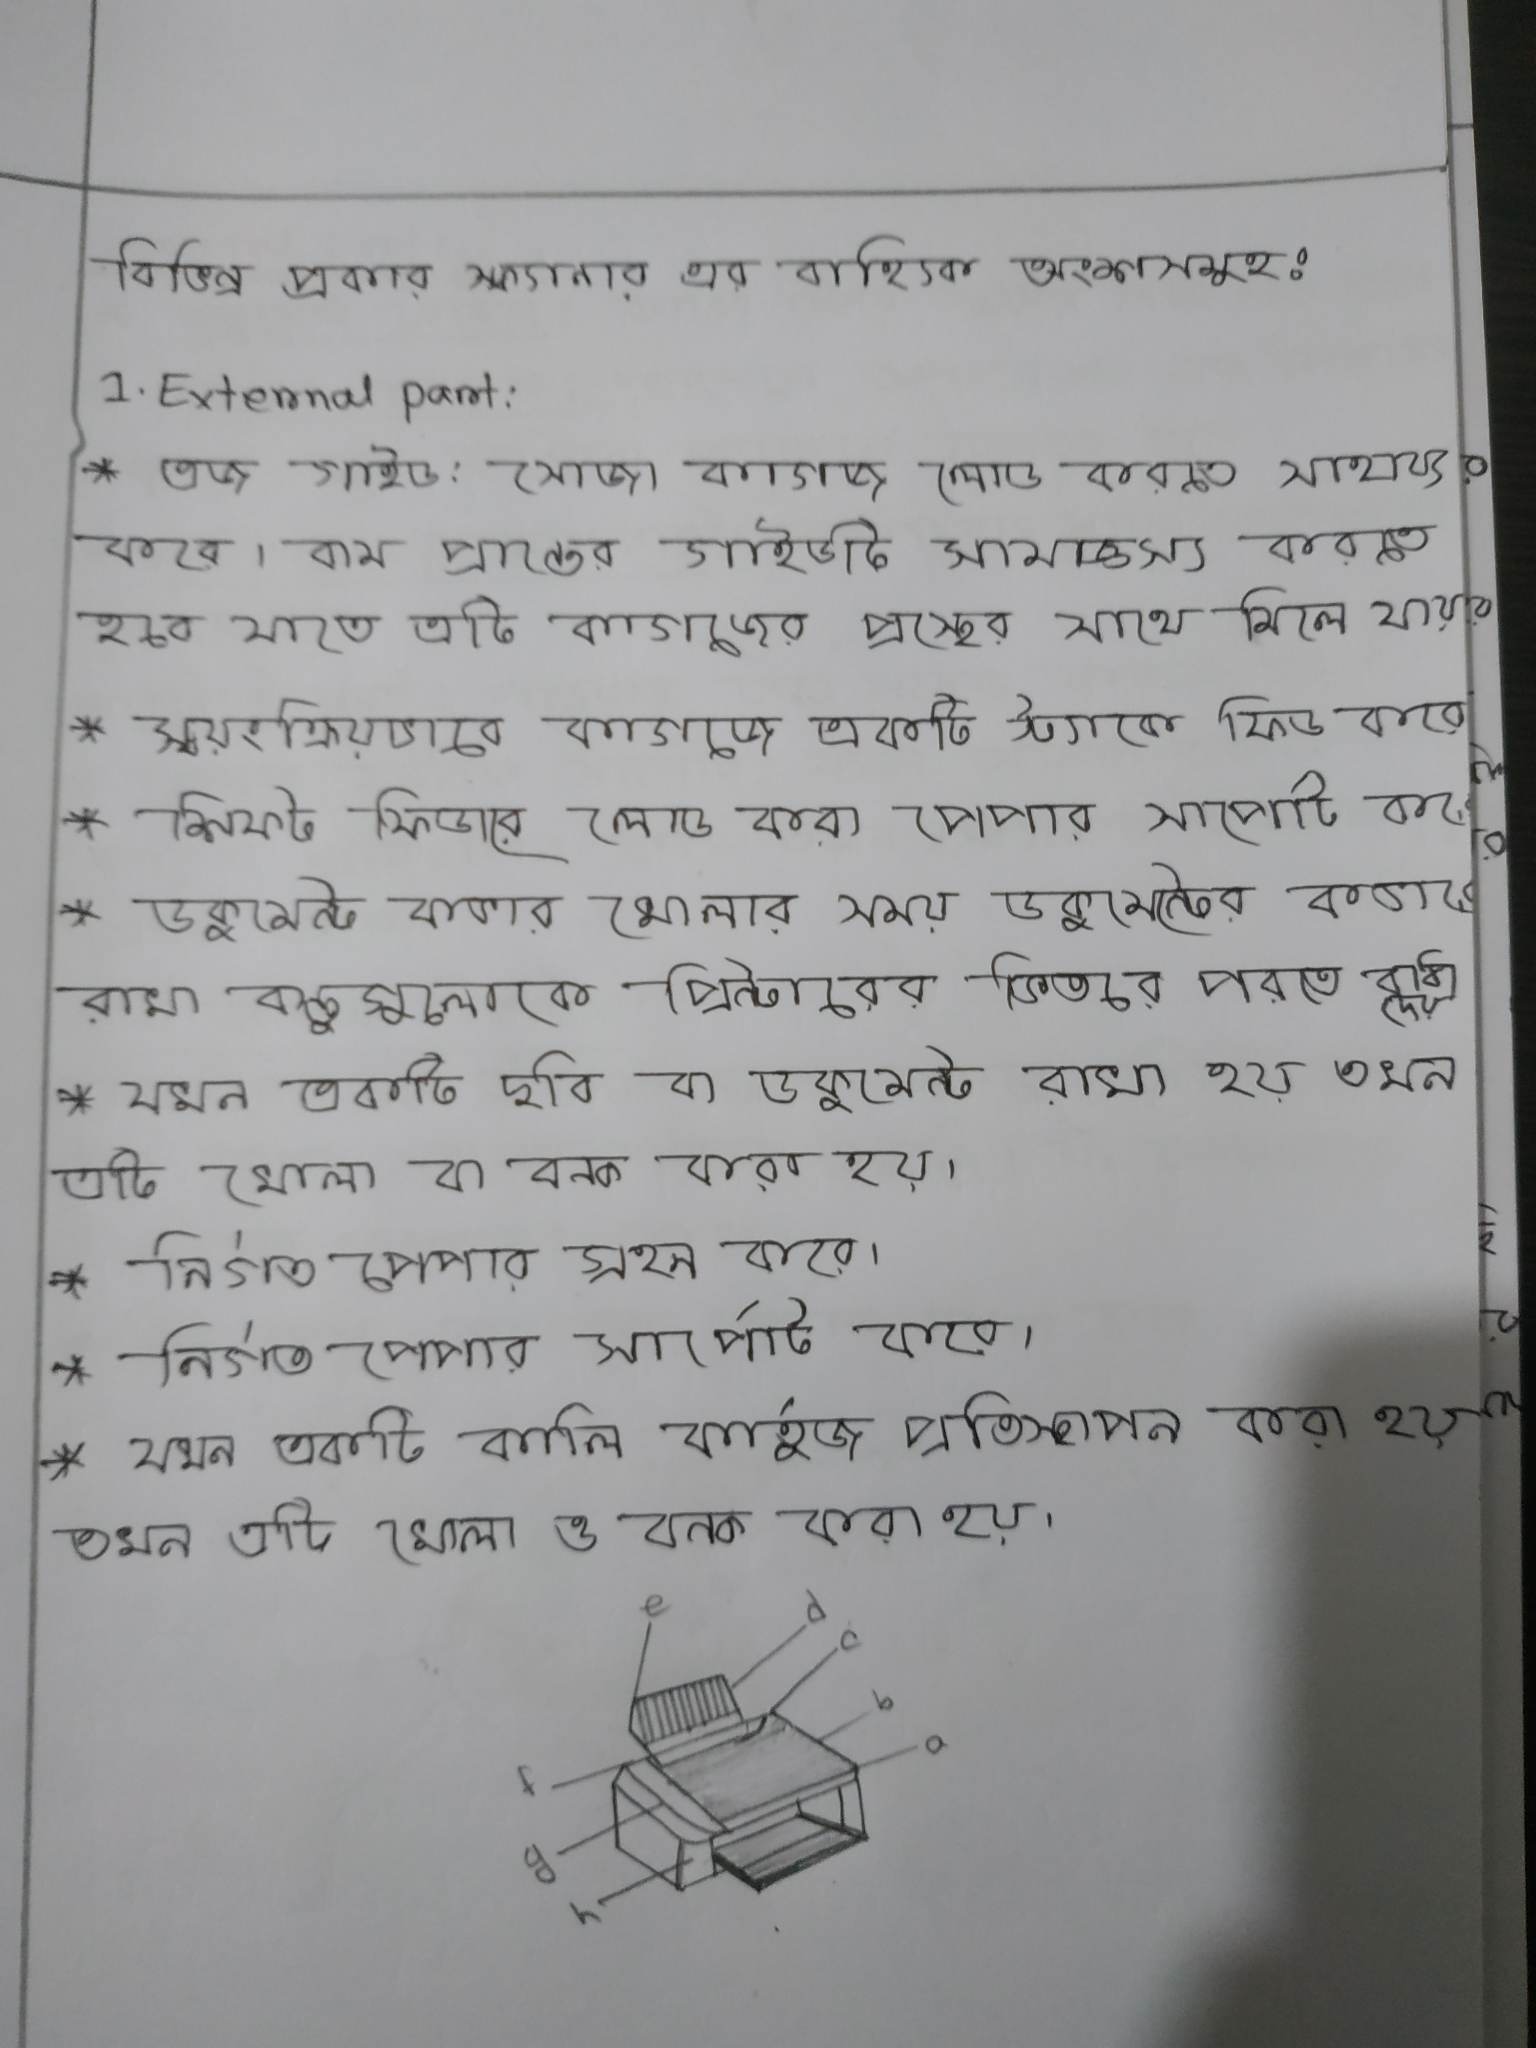 বিভিন্ন প্রকার স্ক্যানার এর বাহ্যিক অংশসমূহঃ
1. External part:
* এজ গাইড: সোজা কাগজ লোড করতে সাহায্য
করে। বাম প্রান্তের গাইডটি সামাঞ্জস্য করতে
হবে যাতে এটি কাগজের প্রস্থের সাথে মিলে যায়
* স্বয়ংক্রিয়ভাবে কাগজে একটি স্ট্যাকে ফিড করে
* শিফট ফিডারে লোড করা পেপার সাপোর্ট করে
* ডকুমেন্ট কাভার খোলার সময় ডকুমেন্টের কভারে
রাখা বস্তুগুলোকে প্রিন্টারের ভিতরে পরতে
* যখন একটি ছবি বা ডকুমেন্ট রাখা হয় তখন
এটি খোলা বা বন্ধ করা হয়।
* নির্গত পেপার গ্রহন করে।
* নির্গত পেপার সার্পোট করে।
* যখন একটি কালি কার্তুজ প্রতিস্থাপন করা হয়
তখন এটি খোলা ও বন্ধ করা হয়।
e
d
c
b
a
f
g
h